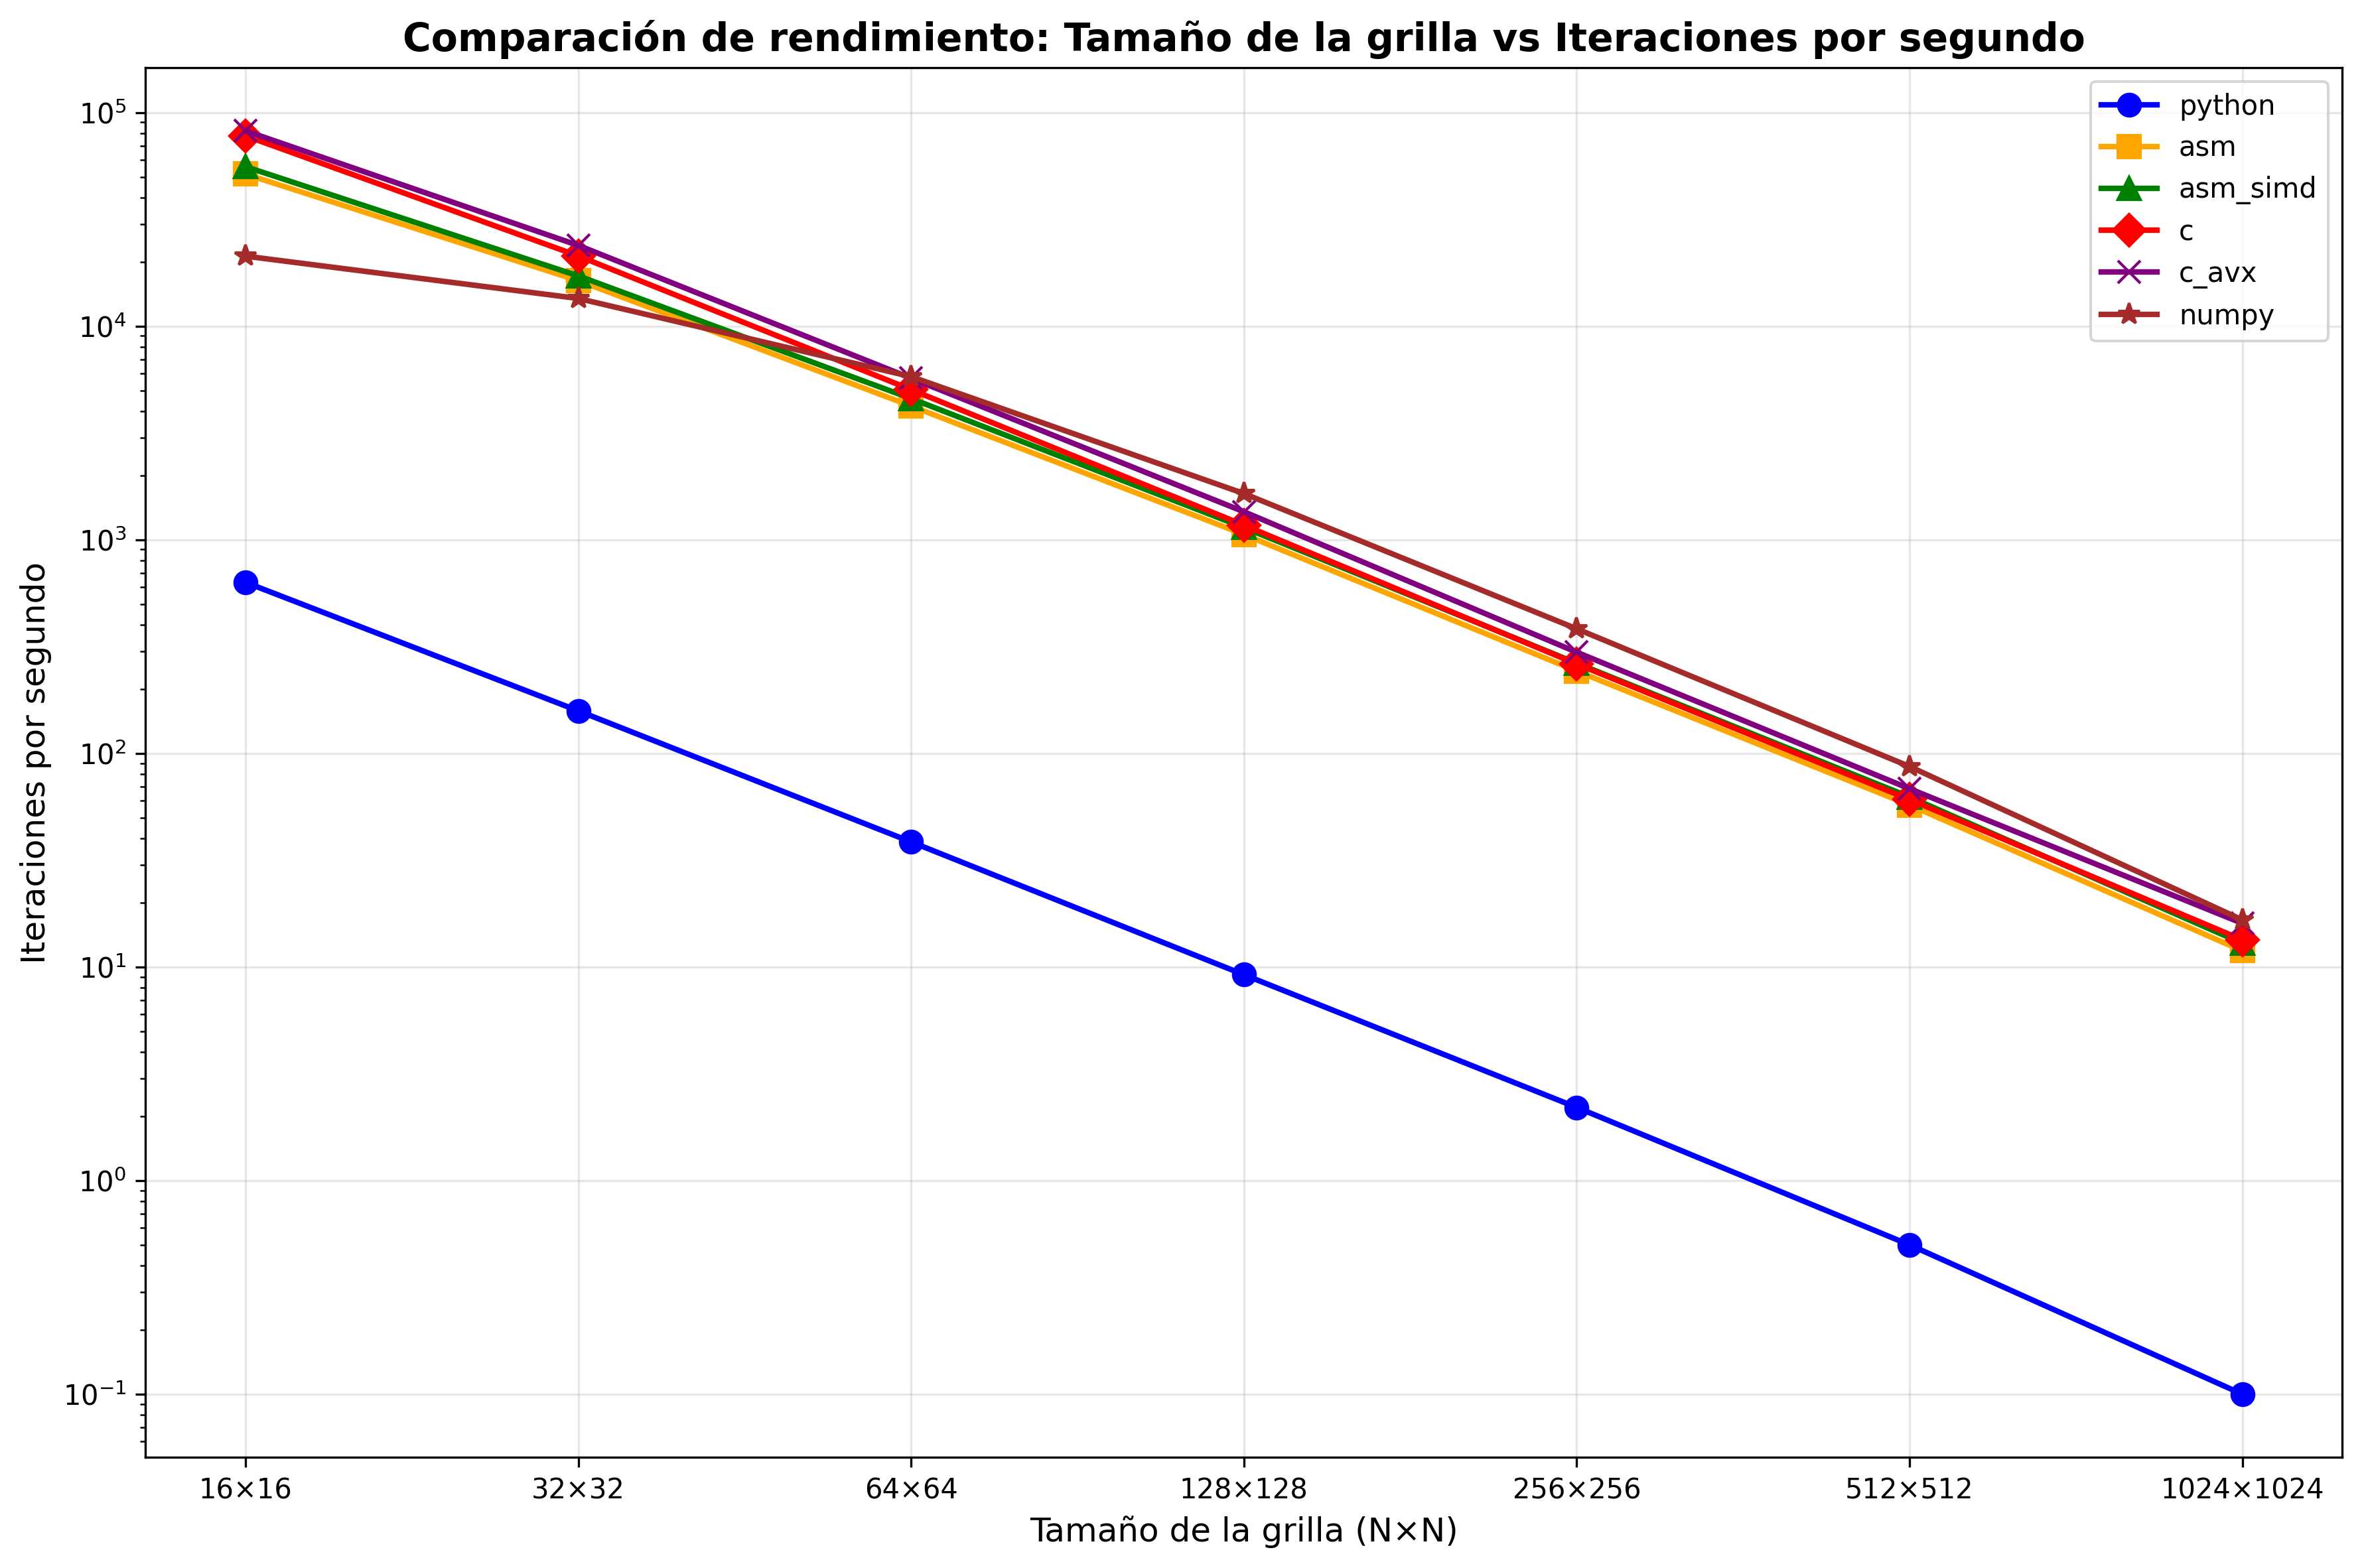 Comparación de rendimiento: Tamaño de la grilla vs Iteraciones por segundo
Iteraciones por segundo
10⁵
10⁴
10³
10²
10¹
10⁰
10⁻¹
python
asm
asm_simd
c
c_avx
numpy
16×16 32×32 64×64 128×128 256×256 512×512 1024×1024
Tamaño de la grilla (N×N)